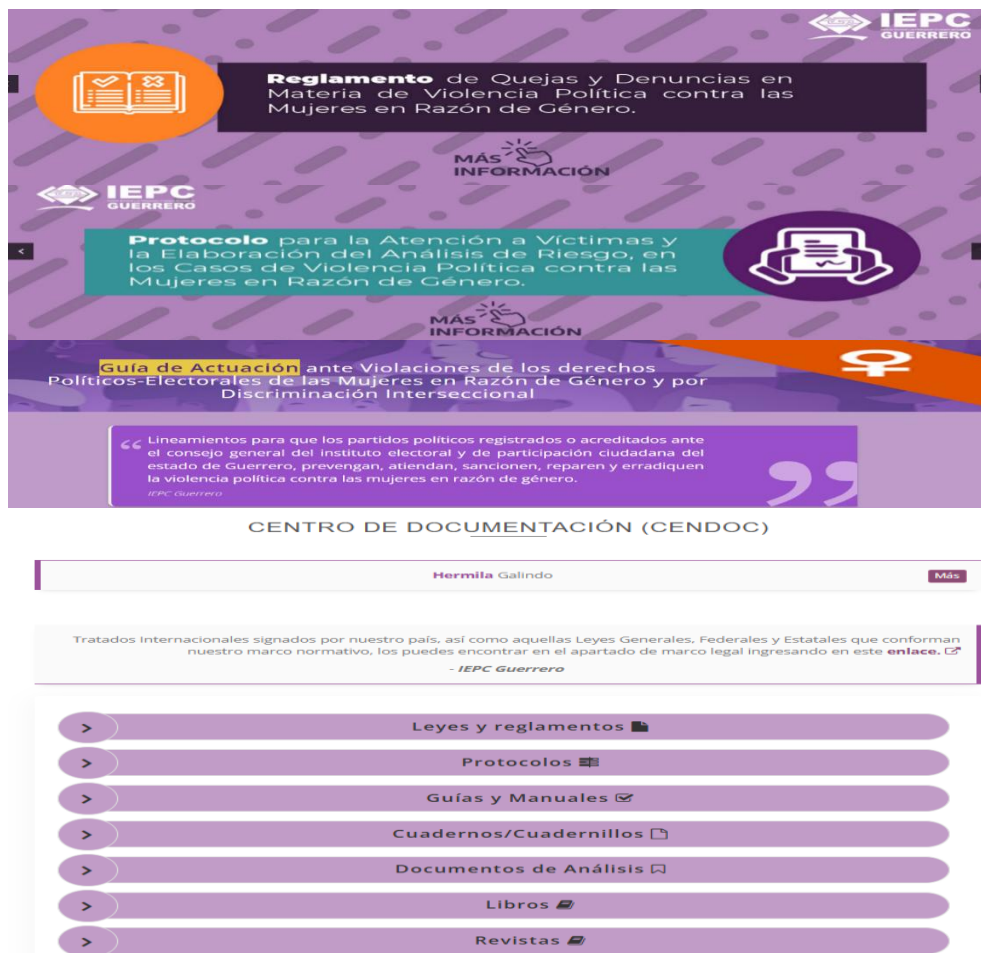 IEPC
GUERRERO
Reglamento de Quejas y Denuncias en
Materia de Violencia Política contra las
Mujeres en Razón de Género.
MÁS
INFORMACIÓN
IEPC
GUERRERO
Protocolo para la Atención a Víctimas y
la Elaboración del Análisis de Riesgo, en
los Casos de Violencia Política contra las
Mujeres en Razón de Género.
MÁS
INFORMACIÓN
Guía de Actuación ante Violaciones de los derechos
Políticos-Electorales de las Mujeres en Razón de Género y por
Discriminación Interseccional
“ Lineamientos para que los partidos políticos registrados o acreditados ante
el consejo general del instituto electoral y de participación ciudadana del
estado de Guerrero, prevengan, atiendan, sancionen, reparen y erradiquen
la violencia política contra las mujeres en razón de género.
IEPC Guerrero
CENTRO DE DOCUMENTACIÓN (CENDOC)
Hermila Galindo
Más
Tratados Internacionales signados por nuestro país, así como aquellas Leyes Generales, Federales y Estatales que conforman
nuestro marco normativo, los puedes encontrar en el apartado de marco legal ingresando en este enlace.
- IEPC Guerrero
Leyes y reglamentos
Protocolos
Guías y Manuales
Cuadernos/Cuadernillos
Documentos de Análisis
Libros
Revistas